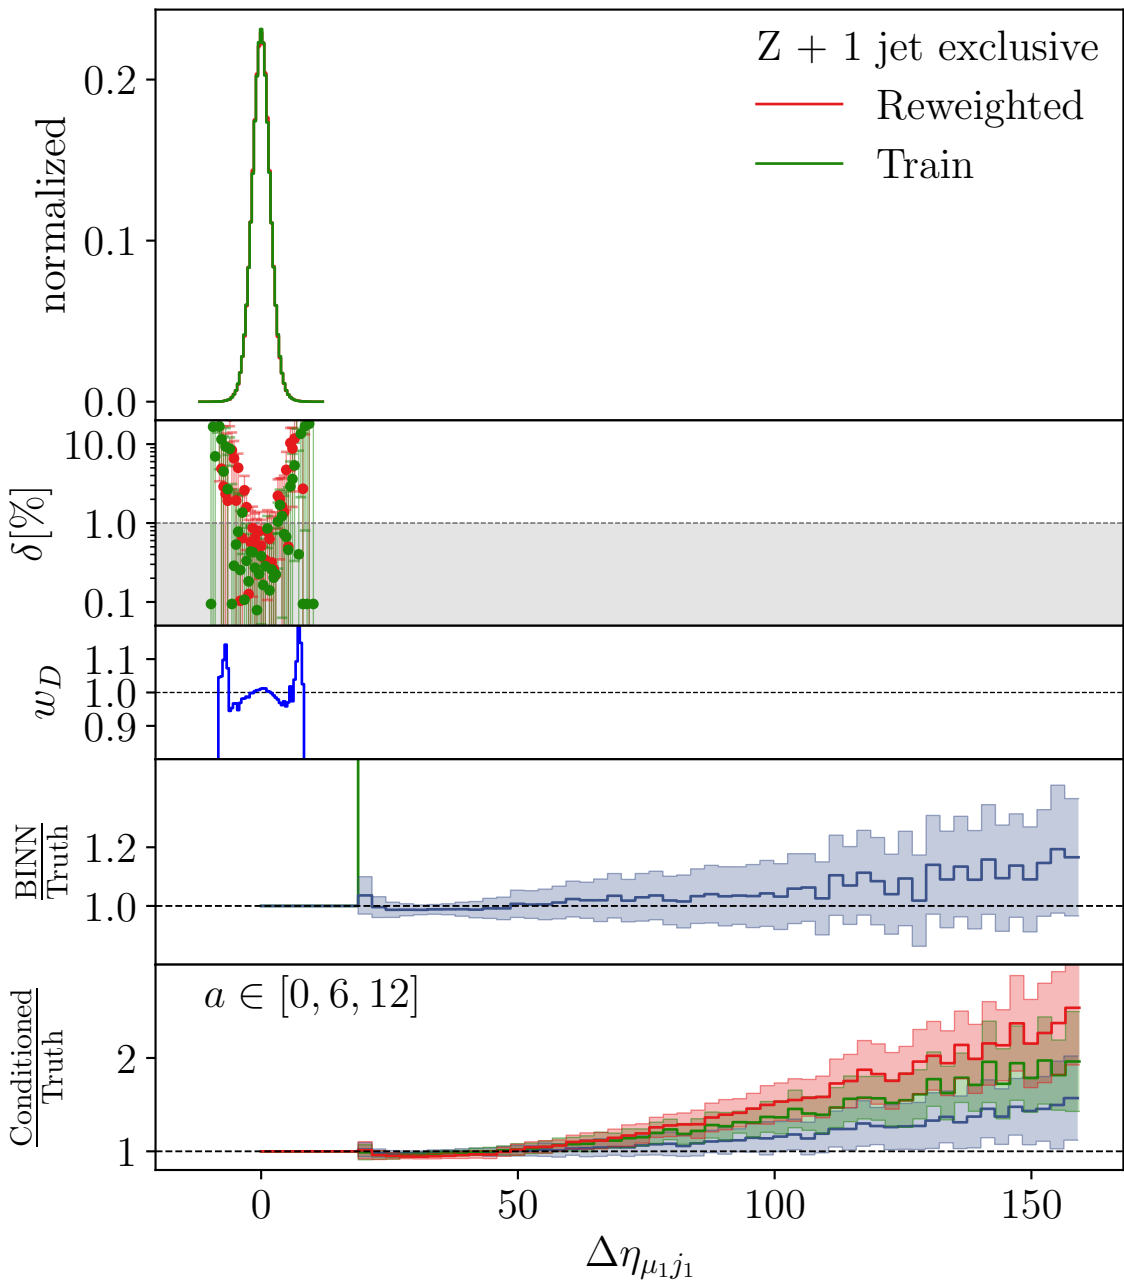 Z + 1 jet exclusive
Reweighted
Train
normalized
0.2
0.1
0.0
δ[%]
10.0
1.0
0.1
w_D
1.1
1.0
0.9
BINN
Truth
1.2
1.0
Conditioned
Truth
a ∈ [0, 6, 12]
2
1
0 50 100 150
Δη_{μ₁j₁}